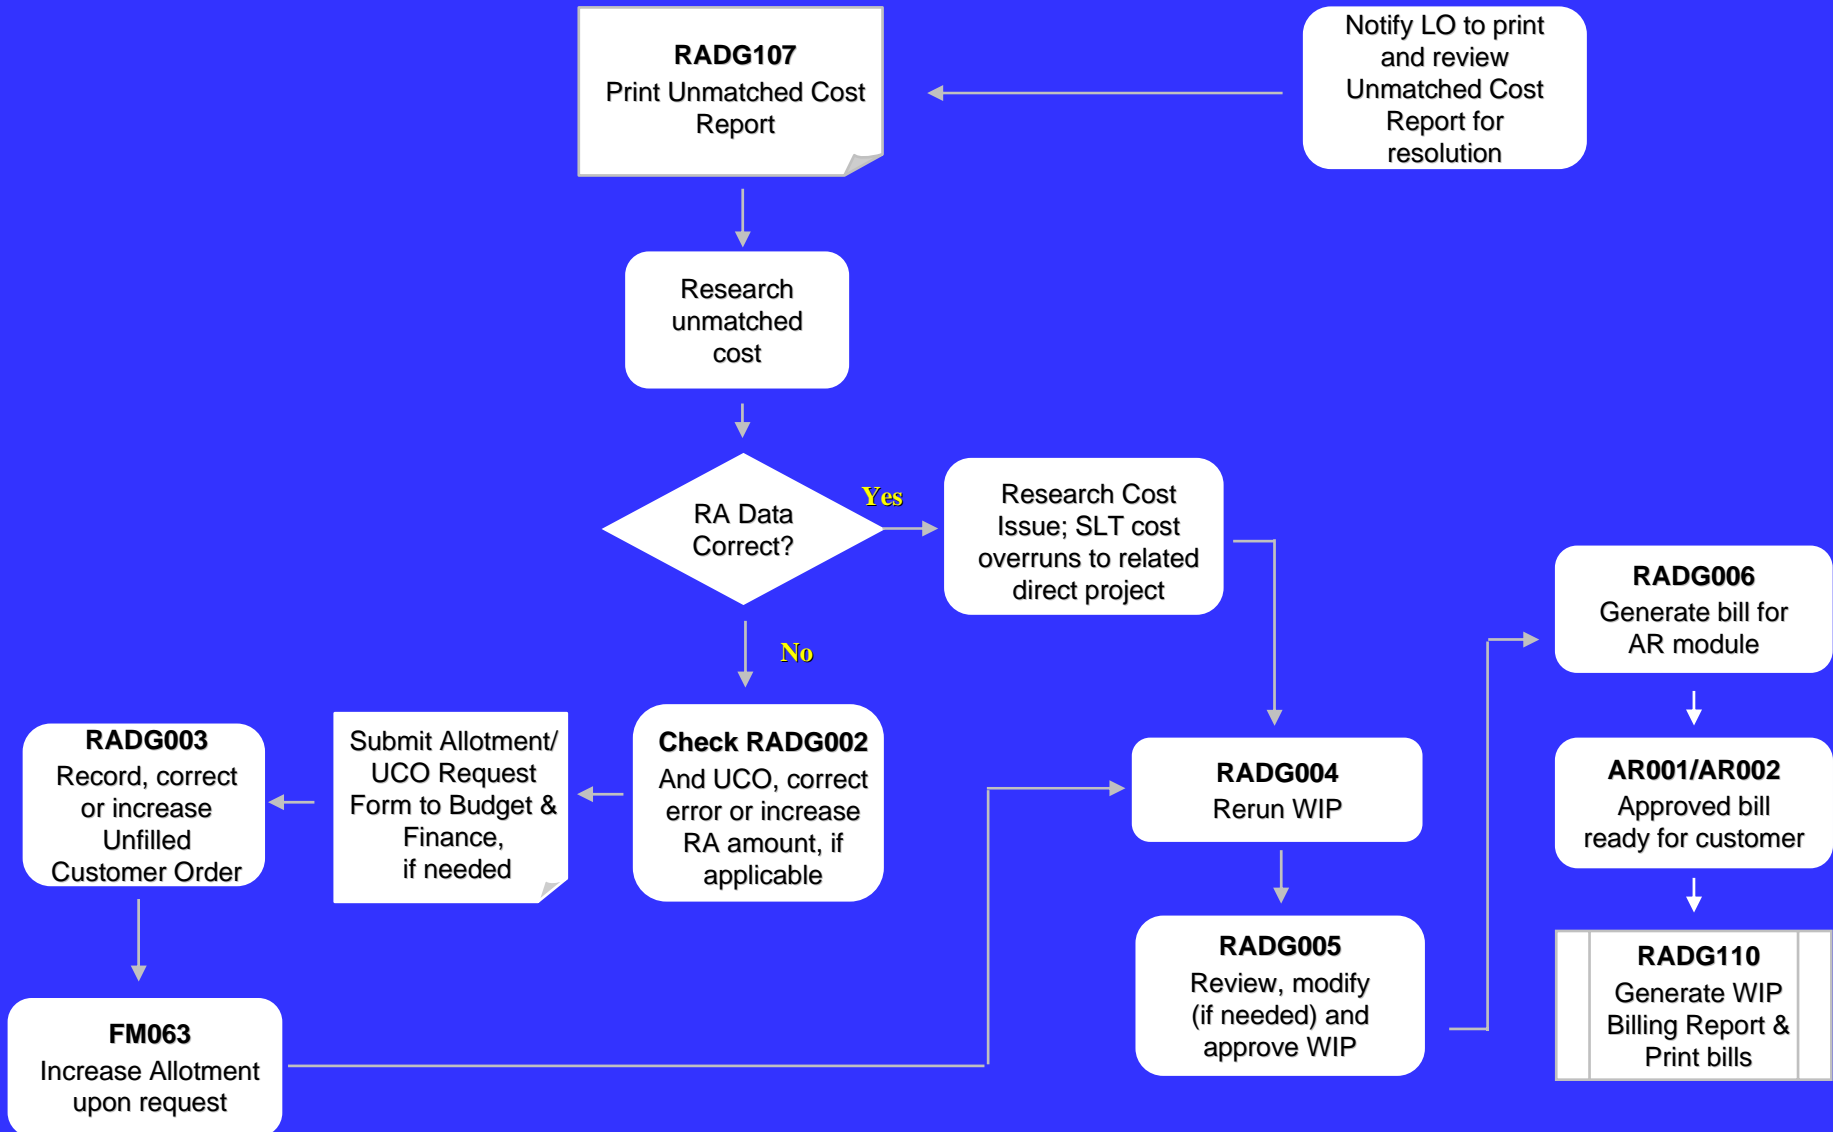 RADG107
Print Unmatched Cost
Report
Notify LO to print
and review
Unmatched Cost
Report for
resolution
Research
unmatched
cost
RA Data
Correct?
Yes
Research Cost
Issue; SLT cost
overruns to related
direct project
No
Check RADG002
And UCO, correct
error or increase
RA amount, if
applicable
Submit Allotment/
UCO Request
Form to Budget &
Finance,
if needed
RADG003
Record, correct
or increase
Unfilled
Customer Order
FM063
Increase Allotment
upon request
RADG004
Rerun WIP
RADG005
Review, modify
(if needed) and
approve WIP
RADG006
Generate bill for
AR module
AR001/AR002
Approved bill
ready for customer
RADG110
Generate WIP
Billing Report &
Print bills